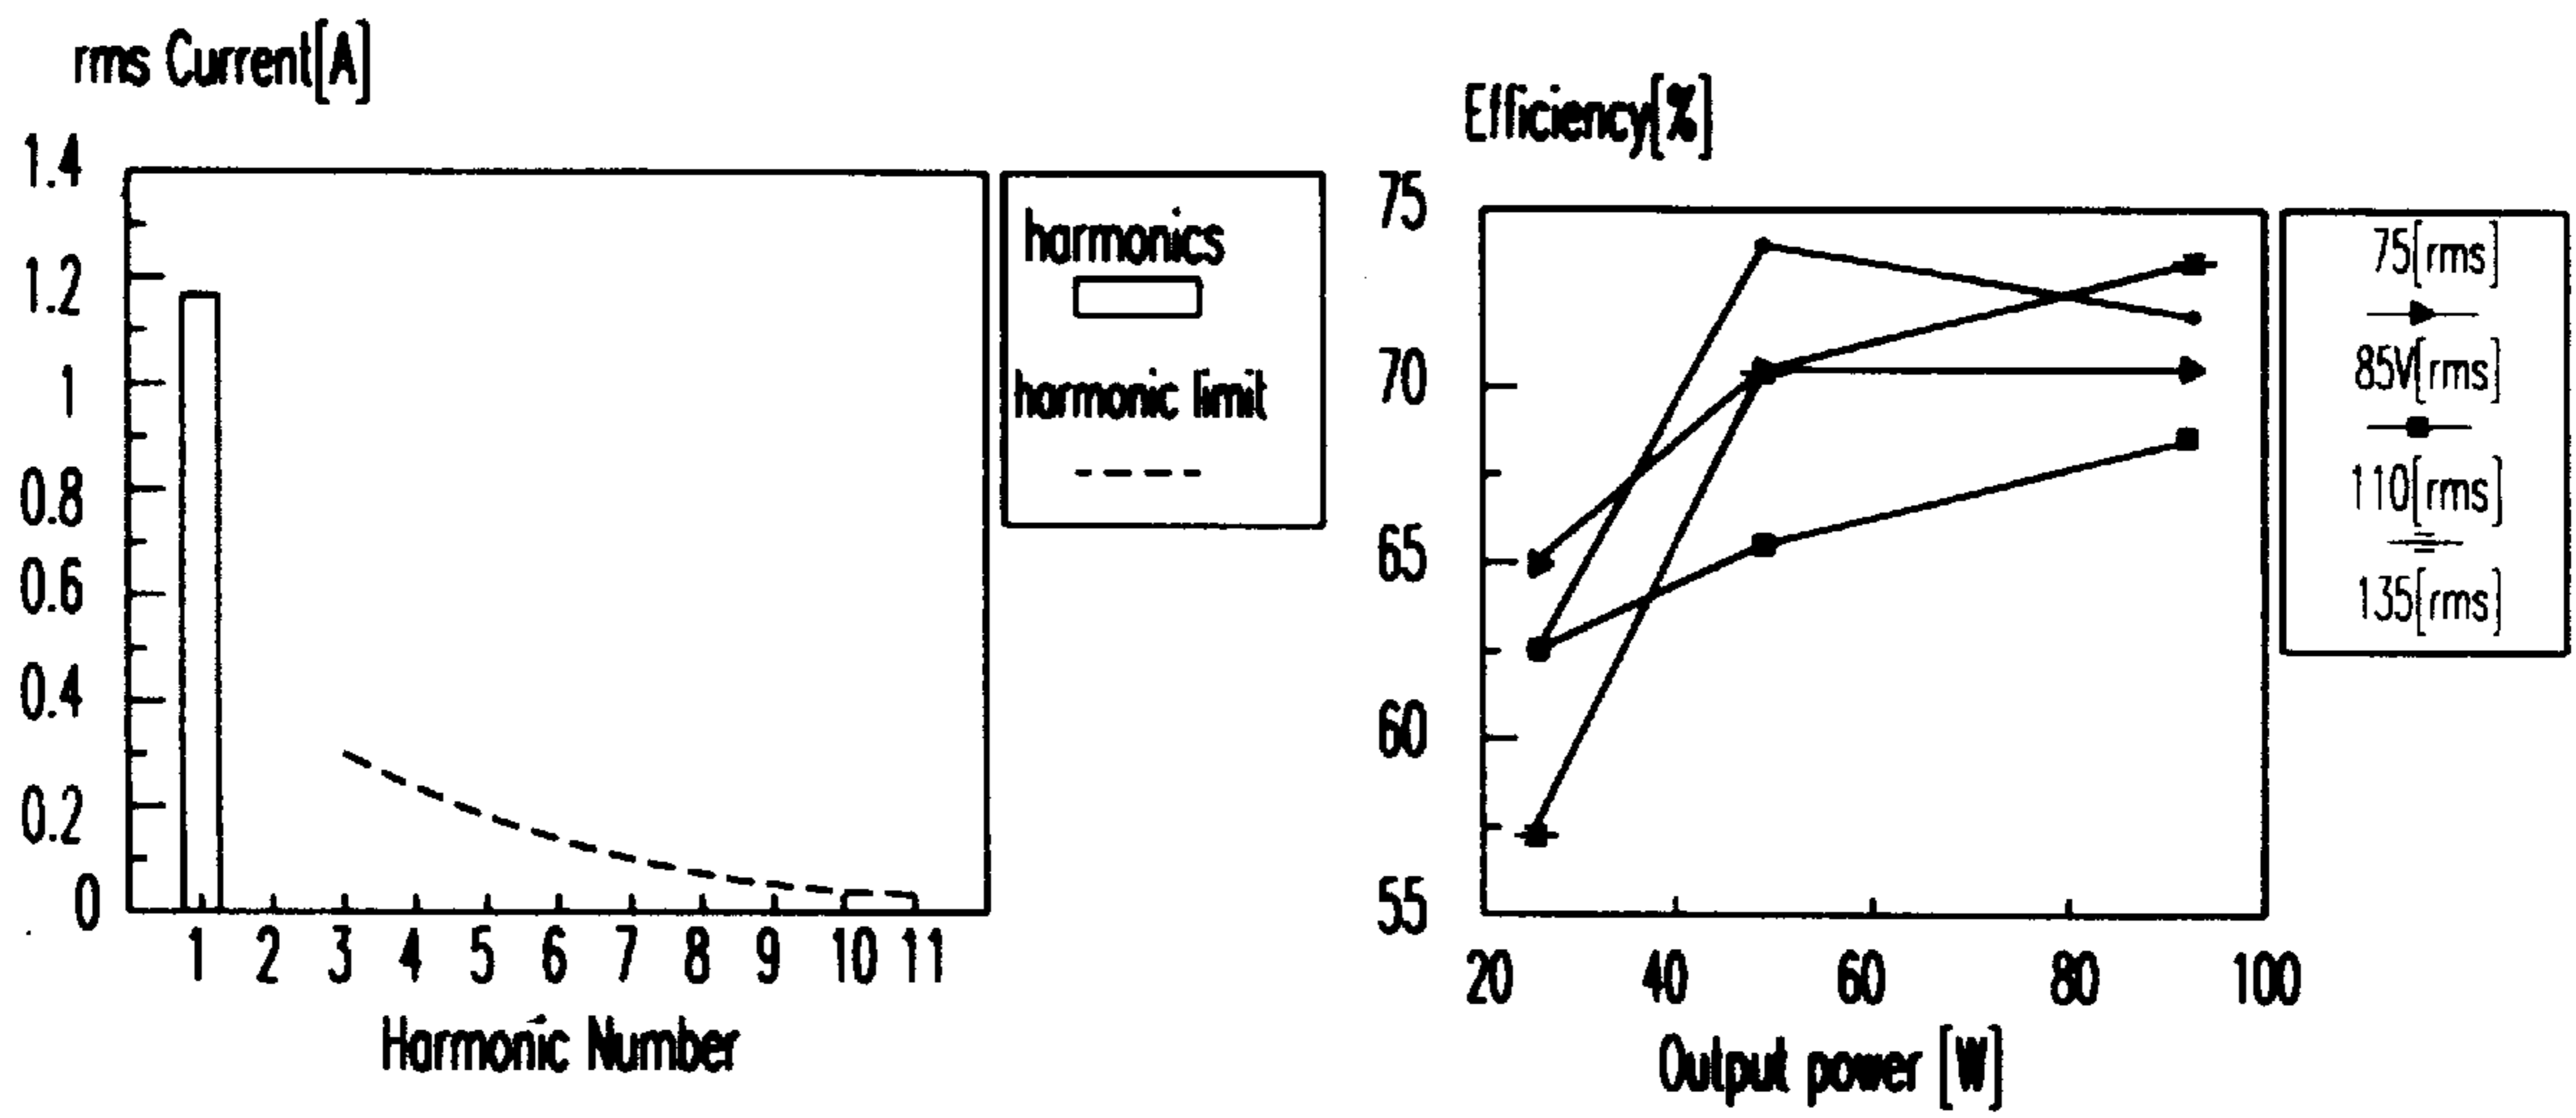 rms Current[A]
1.4
1.2
1
0.8
0.6
0.4
0.2
0
1 2 3 4 5 6 7 8 9 10 11
Harmonic Number
harmonics
harmonic limit
Efficiency[%]
75
70
65
60
55
20 40 60 80 100
Output power [W]
75[rms]
85V[rms]
110[rms]
135[rms]